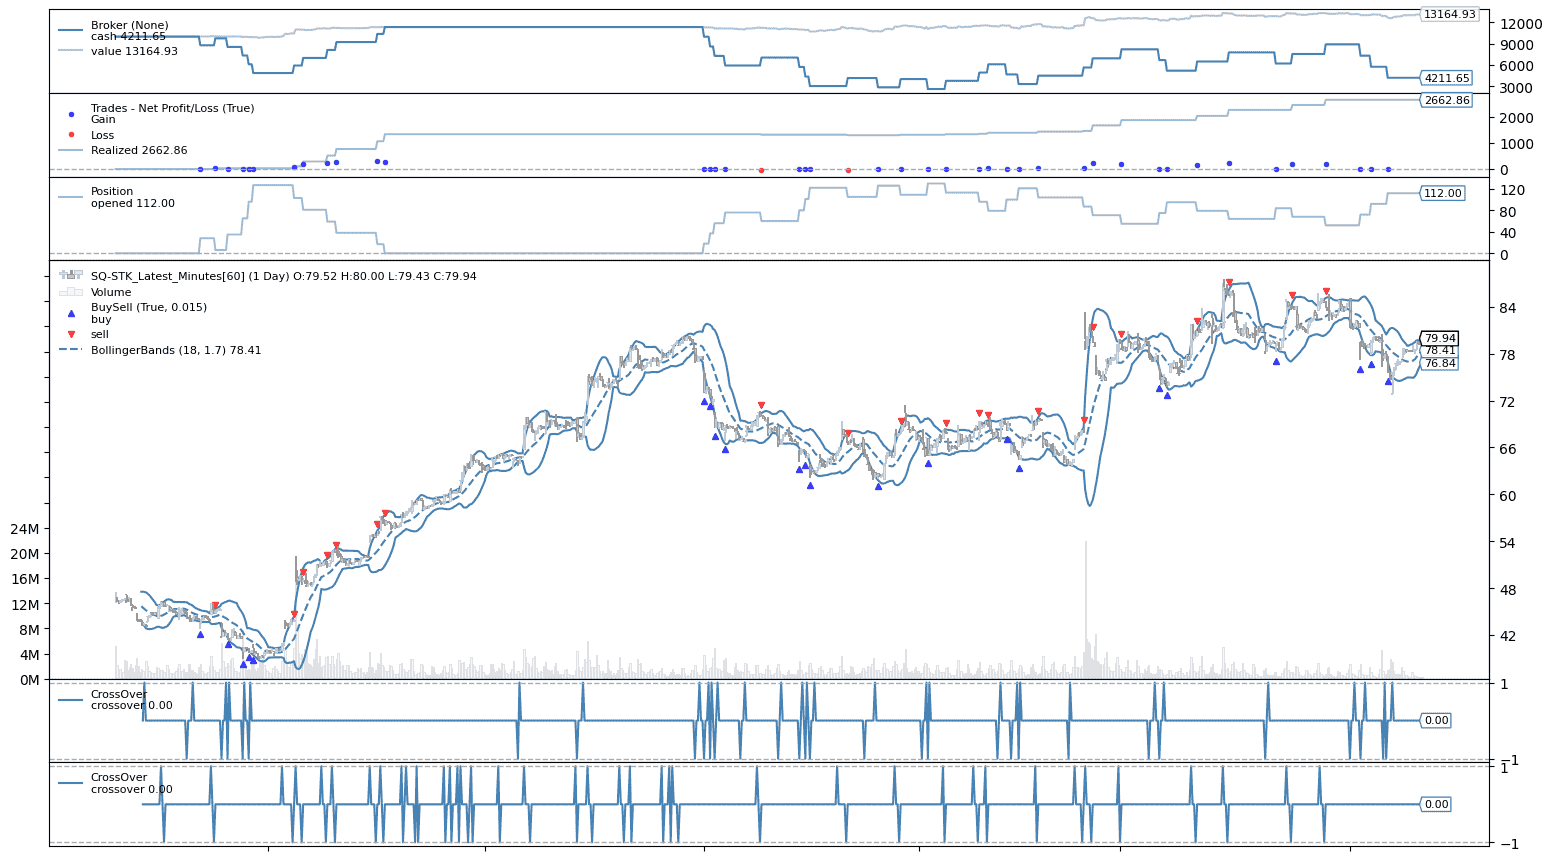 Broker (None)
cash 4211.65
value 13164.93
13164.93
12000
9000
6000
4211.65
3000
Trades - Net Profit/Loss (True)
Gain
Loss
Realized 2662.86
2662.86
2000
1000
0
Position
opened 112.00
112.00
120
80
40
0
SQ-STK_Latest_Minutes[60] (1 Day) O:79.52 H:80.00 L:79.43 C:79.94
Volume
BuySell (True, 0.015)
buy
sell
BollingerBands (18, 1.7) 78.41
84
79.94
78
78.41
76.84
72
66
60
54
48
42
24M
20M
16M
12M
8M
4M
0M
CrossOver
crossover 0.00
1
0.00
−1
CrossOver
crossover 0.00
1
0.00
−1